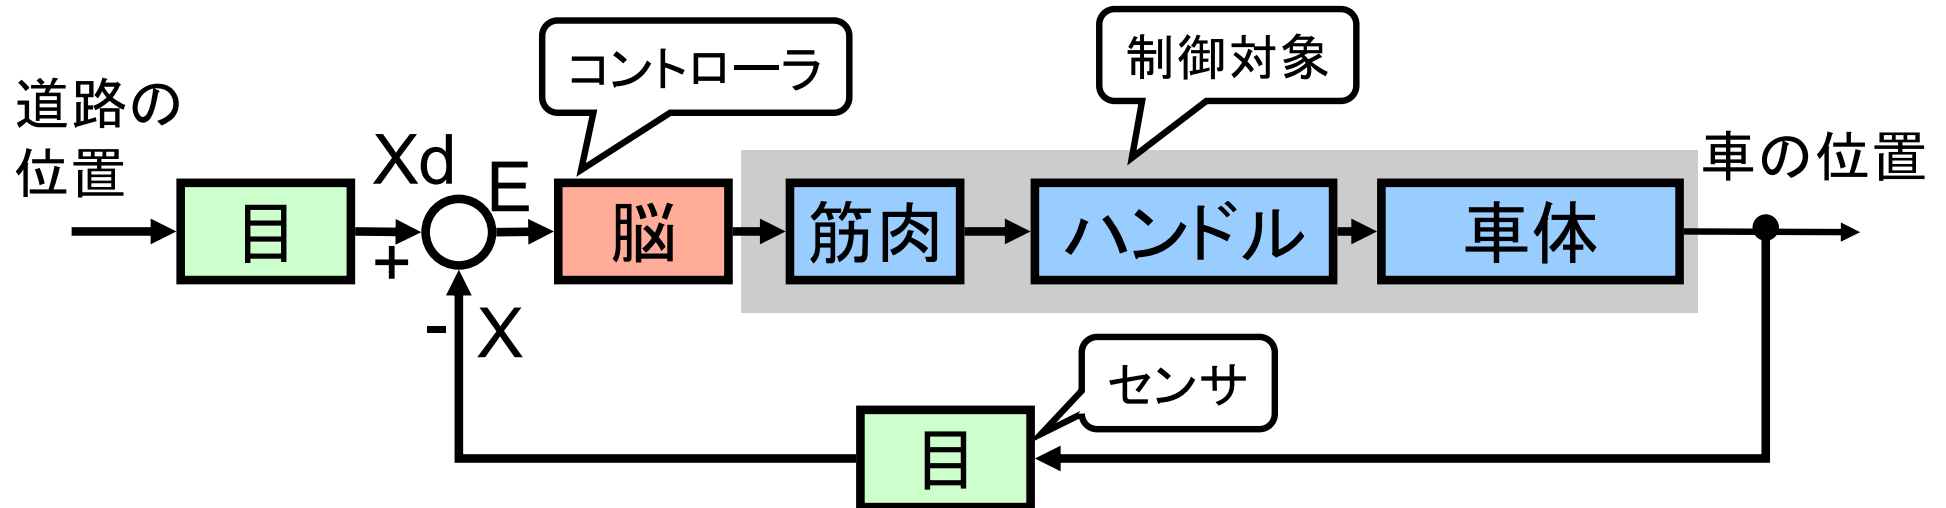 コントローラ
制御対象
道路の
位置
Xd
E
車の位置
目
+
脳
筋肉
ハンドル
車体
-
X
センサ
目